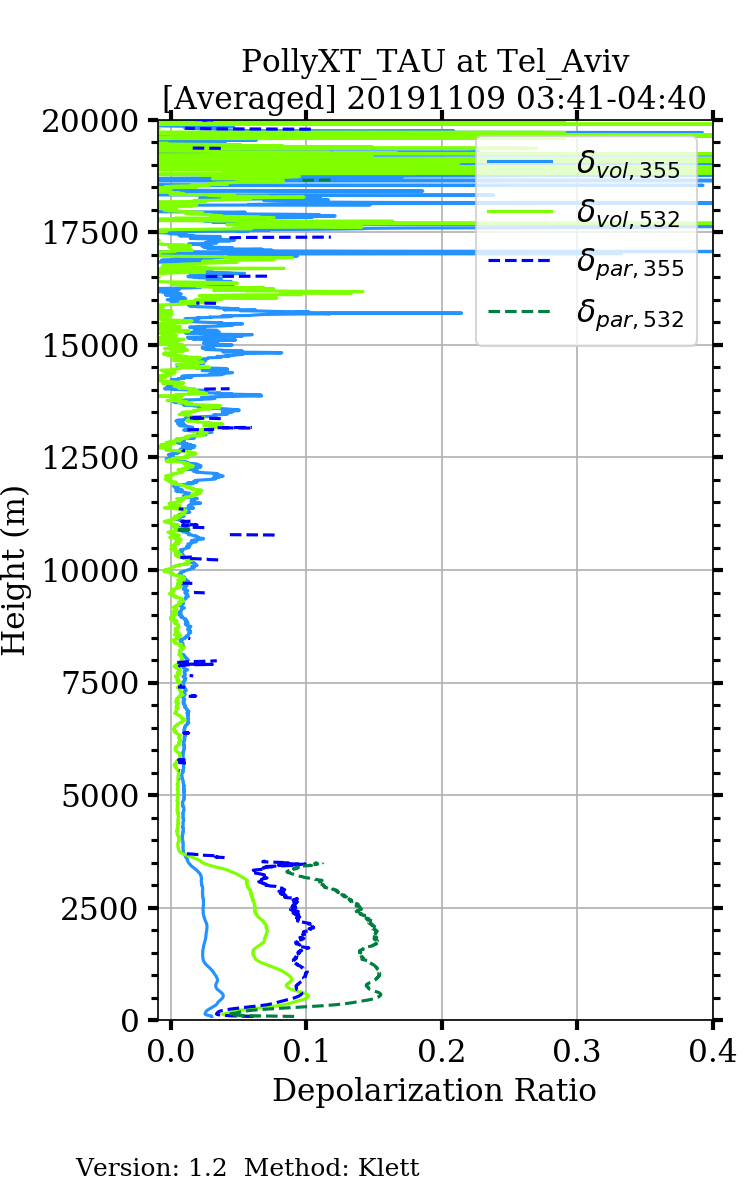 PollyXT_TAU at Tel_Aviv
[Averaged] 20191109 03:41-04:40
20000
17500
15000
12500
10000
7500
5000
2500
0
Height (m)
δvol, 355
δvol, 532
δpar, 355
δpar, 532
0.0 0.1 0.2 0.3 0.4
Depolarization Ratio
Version: 1.2 Method: Klett